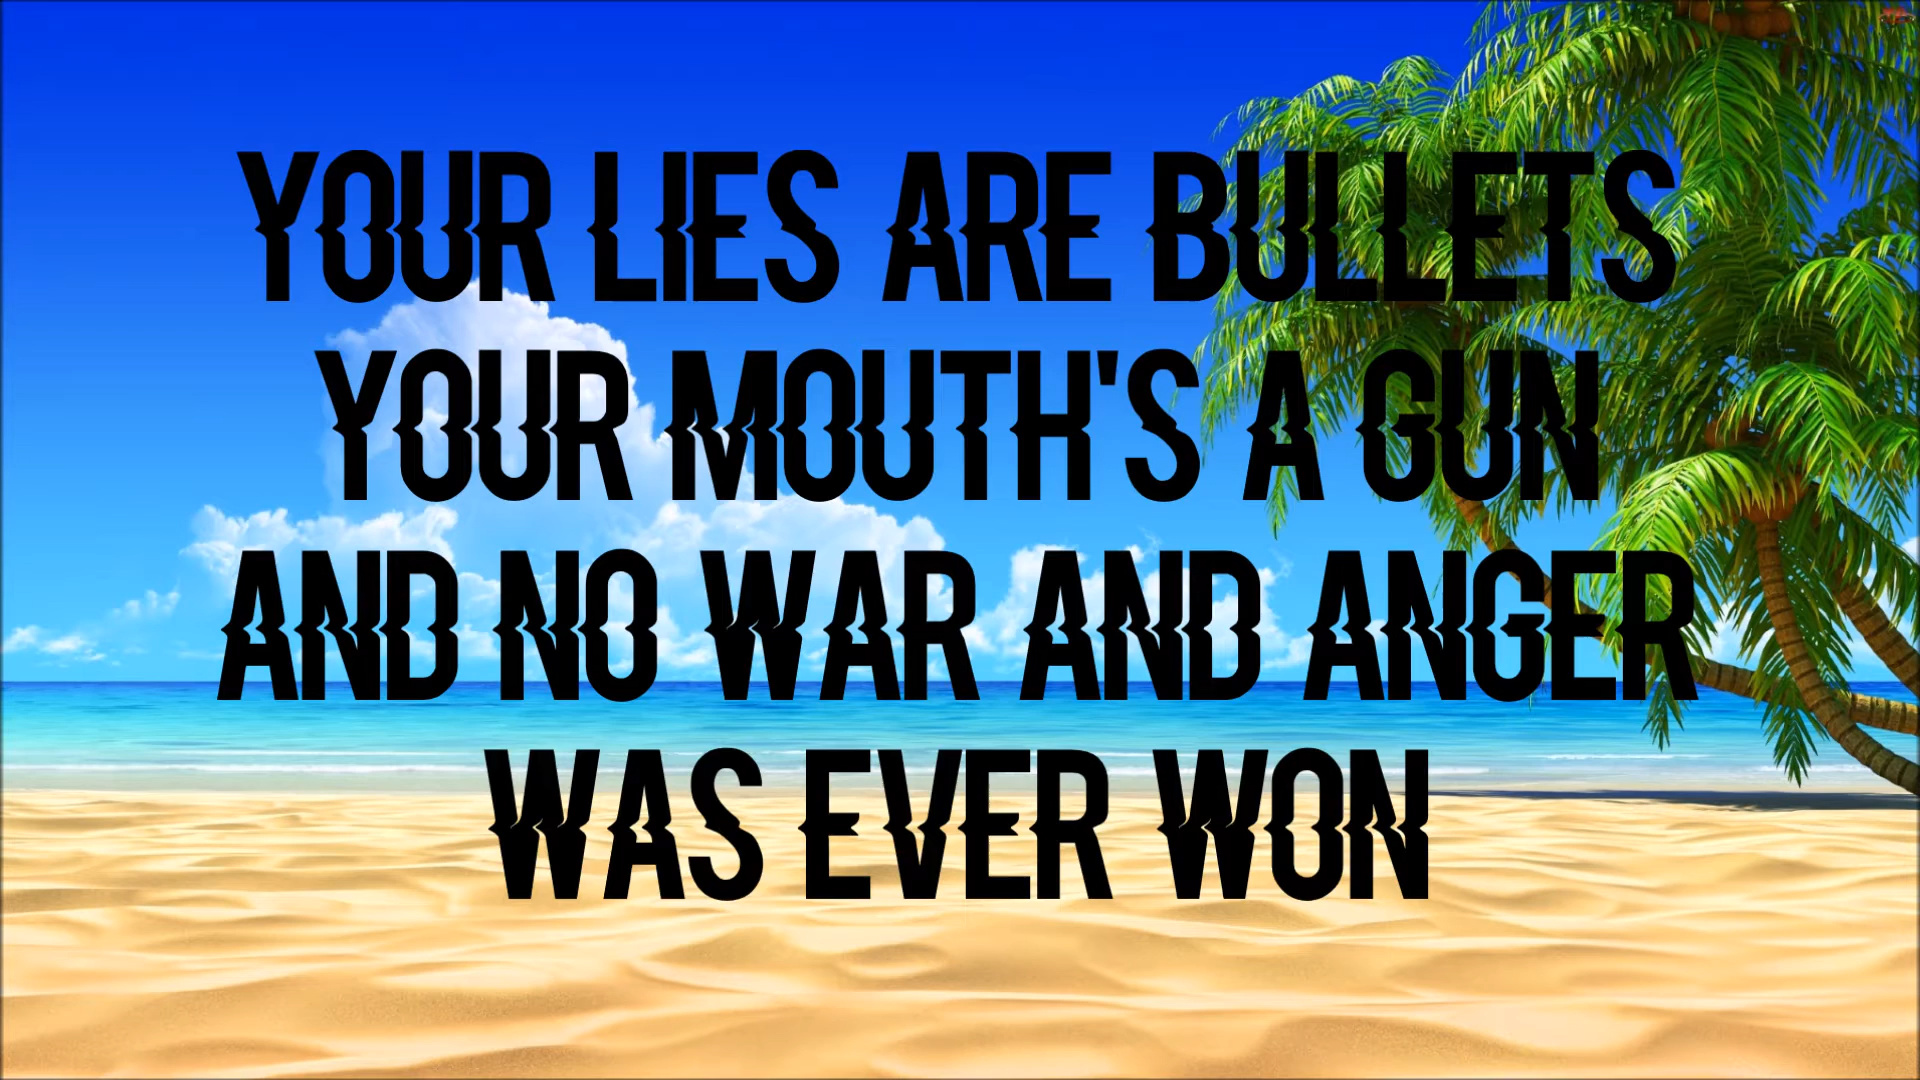 YOUR LIES ARE BULLETS
YOUR MOUTH'S A GUN
AND NO WAR AND ANGER
WAS EVER WON